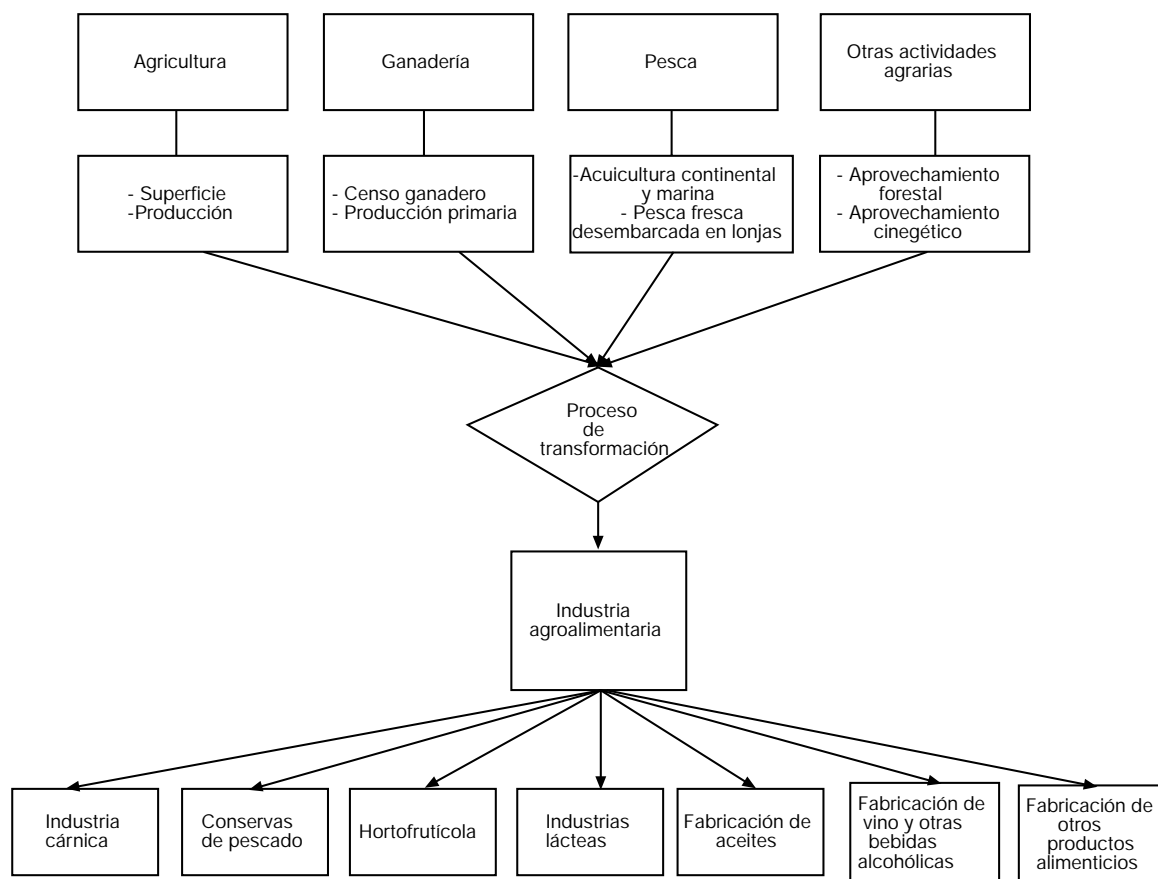 Agricultura
Ganadería
Pesca
Otras actividades
agrarias
- Superficie
-Producción
- Censo ganadero
- Producción primaria
-Acuicultura continental
y marina
- Pesca fresca
desembarcada en lonjas
- Aprovechamiento
forestal
- Aprovechamiento
cinegético
Proceso
de
transformación
Industria
agroalimentaria
Industria
cárnica
Conservas
de pescado
Hortofrutícola
Industrias
lácteas
Fabricación de
aceites
Fabricación de
vino y otras
bebidas
alcohólicas
Fabricación de
otros
productos
alimenticios